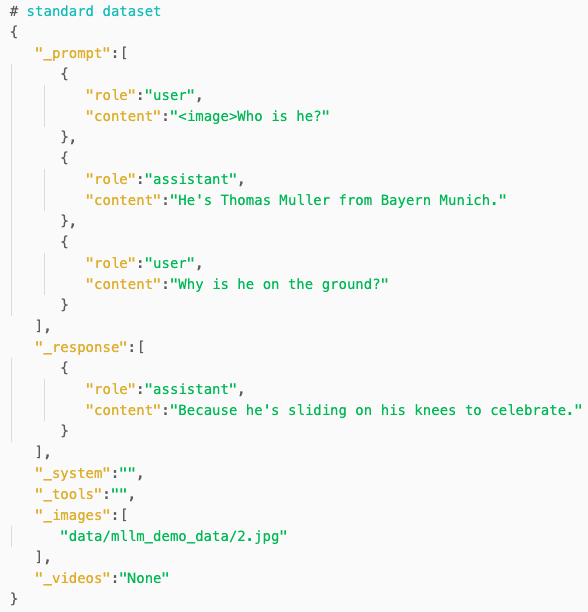 # standard dataset
{
"_prompt":[
{
"role":"user",
"content":"<image>Who is he?"
},
{
"role":"assistant",
"content":"He's Thomas Muller from Bayern Munich."
},
{
"role":"user",
"content":"Why is he on the ground?"
}
],
"_response":[
{
"role":"assistant",
"content":"Because he's sliding on his knees to celebrate."
}
],
"_system":"",
"_tools":"",
"_images":[
"data/mllm_demo_data/2.jpg"
],
"_videos":"None"
}